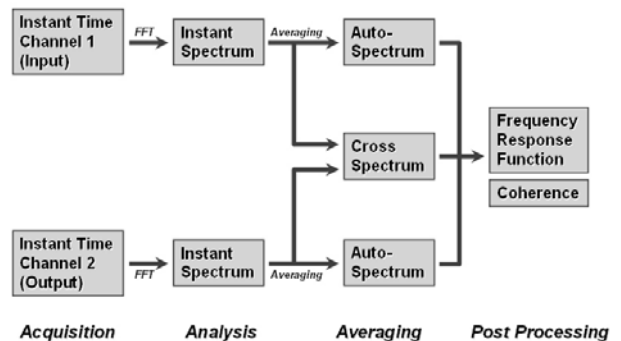 Instant Time
Channel 1
(Input)
FFT
Instant
Spectrum
Averaging
Auto-
Spectrum
Cross
Spectrum
Frequency
Response
Function
Coherence
Instant Time
Channel 2
(Output)
FFT
Instant
Spectrum
Averaging
Auto-
Spectrum
Acquisition
Analysis
Averaging
Post Processing